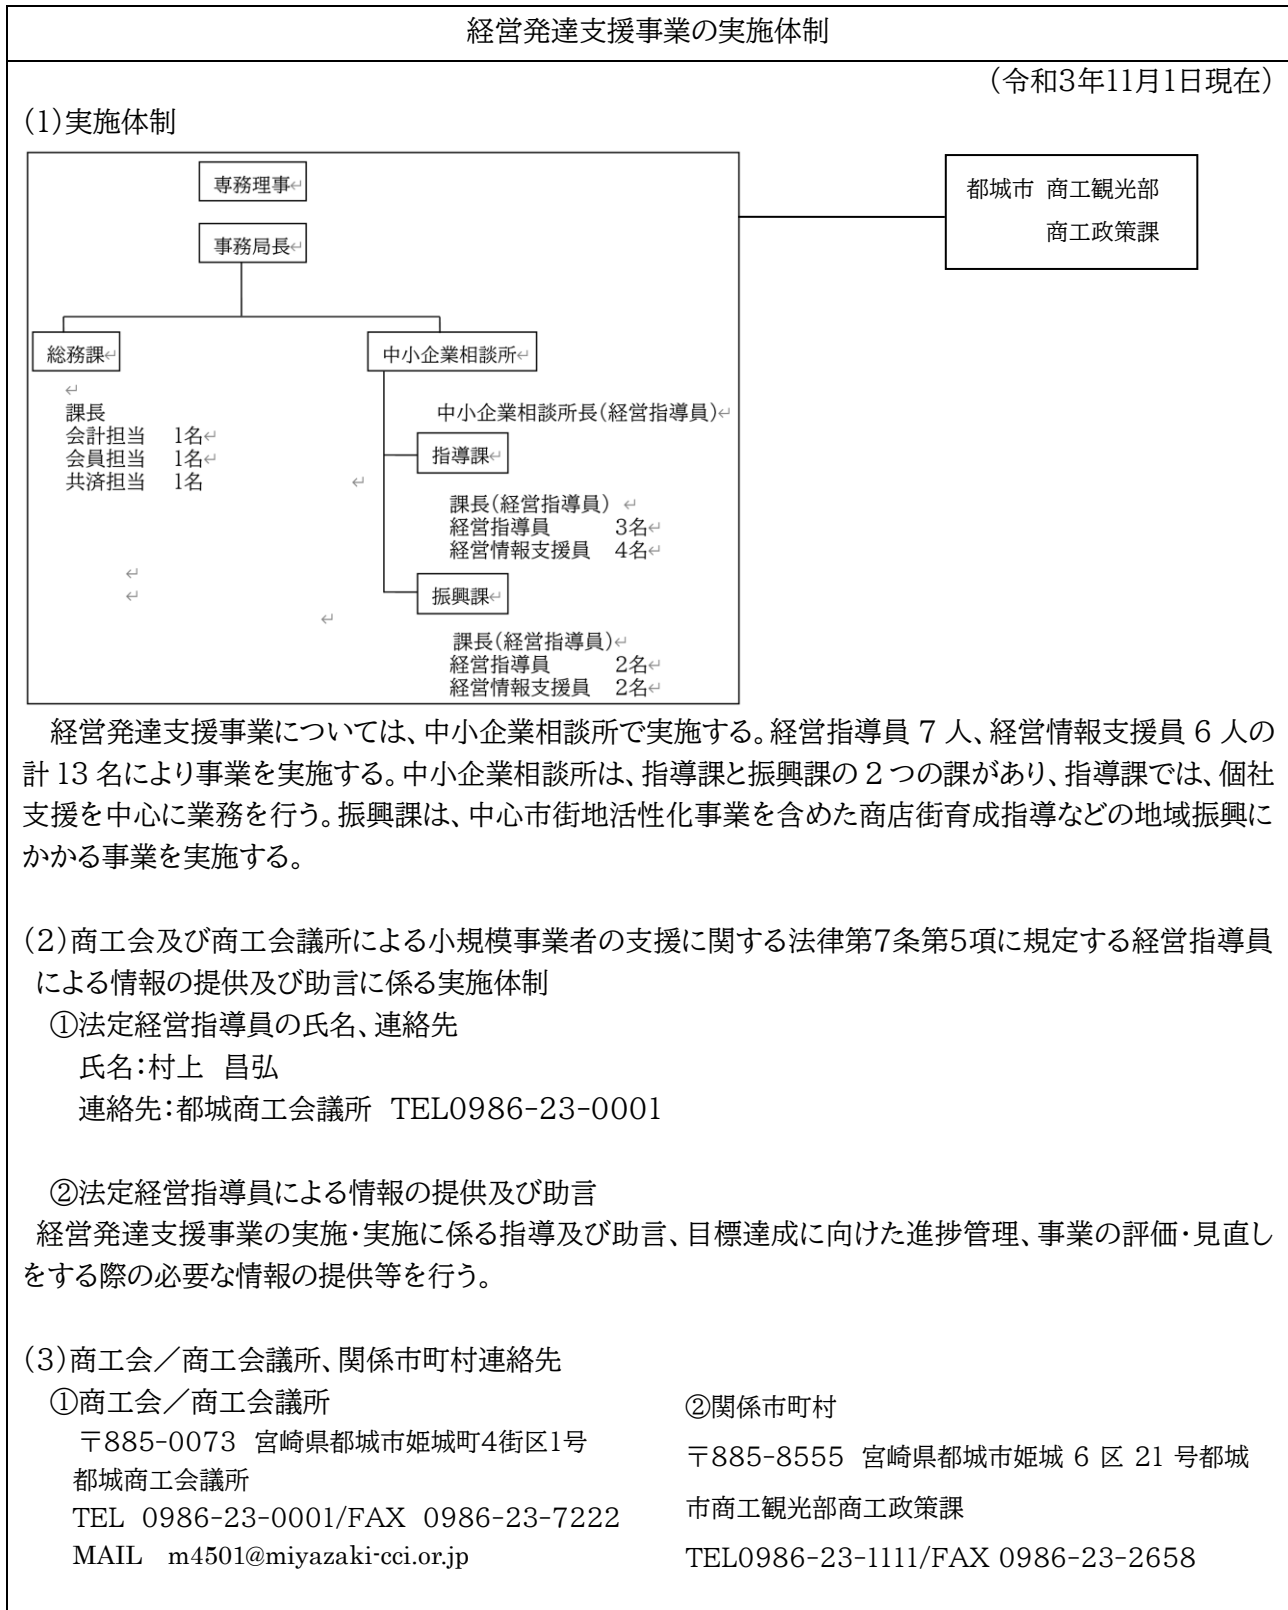 経営発達支援事業の実施体制
（令和3年11月1日現在）
（1）実施体制
専務理事↵
事務局長↵
都城市 商工観光部
商工政策課
総務課↵
↵
課長
会計担当 1名↵
会員担当 1名↵
共済担当 1名 ↵
↵
↵
↵
中小企業相談所↵
中小企業相談所長（経営指導員）↵
指導課↵
課長（経営指導員） ↵
経営指導員 3名↵
経営情報支援員 4名↵
振興課↵
課長（経営指導員）↵
経営指導員 2名↵
経営情報支援員 2名↵
経営発達支援事業については、中小企業相談所で実施する。経営指導員 7 人、経営情報支援員 6 人の
計 13 名により事業を実施する。中小企業相談所は、指導課と振興課の 2 つの課があり、指導課では、個社
支援を中心に業務を行う。振興課は、中心市街地活性化事業を含めた商店街育成指導などの地域振興に
かかる事業を実施する。
（2）商工会及び商工会議所による小規模事業者の支援に関する法律第7条第5項に規定する経営指導員
による情報の提供及び助言に係る実施体制
①法定経営指導員の氏名、連絡先
氏名：村上 昌弘
連絡先：都城商工会議所 TEL0986-23-0001
②法定経営指導員による情報の提供及び助言
経営発達支援事業の実施・実施に係る指導及び助言、目標達成に向けた進捗管理、事業の評価・見直し
をする際の必要な情報の提供等を行う。
（3）商工会／商工会議所、関係市町村連絡先
①商工会／商工会議所
〒885-0073 宮崎県都城市姫城町4街区1号
都城商工会議所
TEL 0986-23-0001/FAX 0986-23-7222
MAIL m4501@miyazaki-cci.or.jp
②関係市町村
〒885-8555 宮崎県都城市姫城 6 区 21 号都城
市商工観光部商工政策課
TEL0986-23-1111/FAX 0986-23-2658